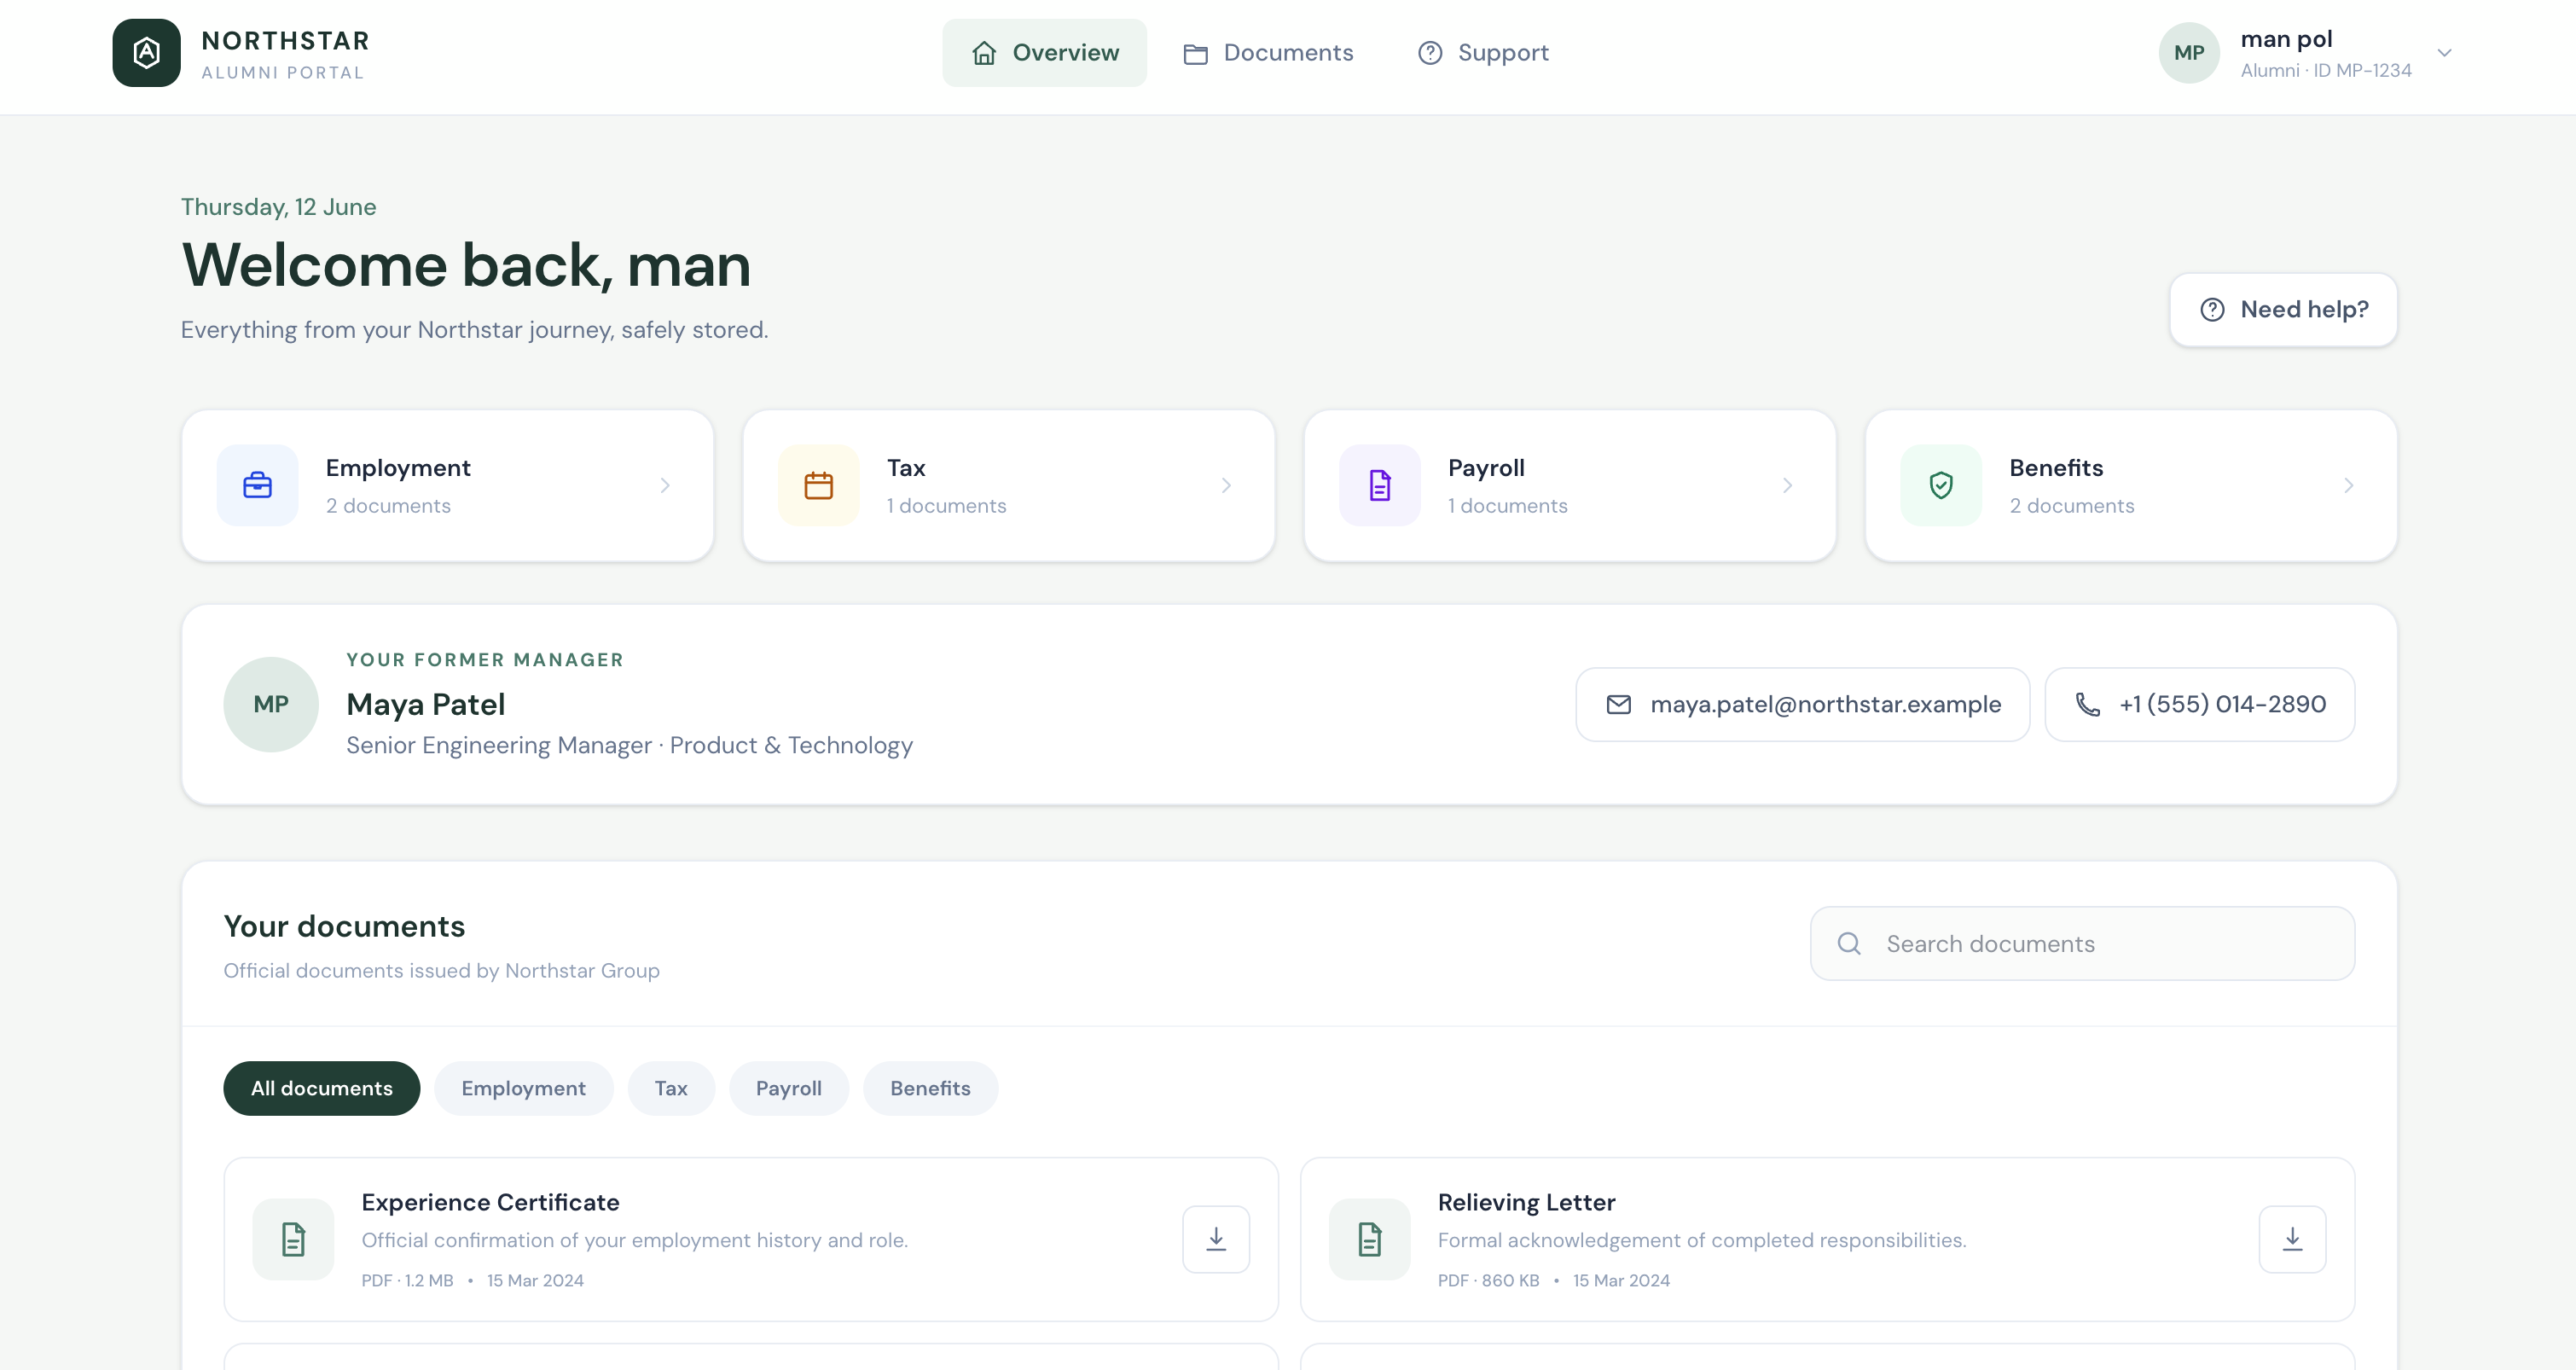 NORTHSTAR
ALUMNI PORTAL
Overview
Documents
Support
MP
man pol
Alumni · ID MP-1234
Thursday, 12 June
Welcome back, man
Everything from your Northstar journey, safely stored.
Need help?
Employment
2 documents
Tax
1 documents
Payroll
1 documents
Benefits
2 documents
MP
YOUR FORMER MANAGER
Maya Patel
Senior Engineering Manager · Product & Technology
maya.patel@northstar.example
+1 (555) 014-2890
Your documents
Official documents issued by Northstar Group
Search documents
All documents
Employment
Tax
Payroll
Benefits
Experience Certificate
Official confirmation of your employment history and role.
PDF · 1.2 MB • 15 Mar 2024
Relieving Letter
Formal acknowledgement of completed responsibilities.
PDF · 860 KB • 15 Mar 2024